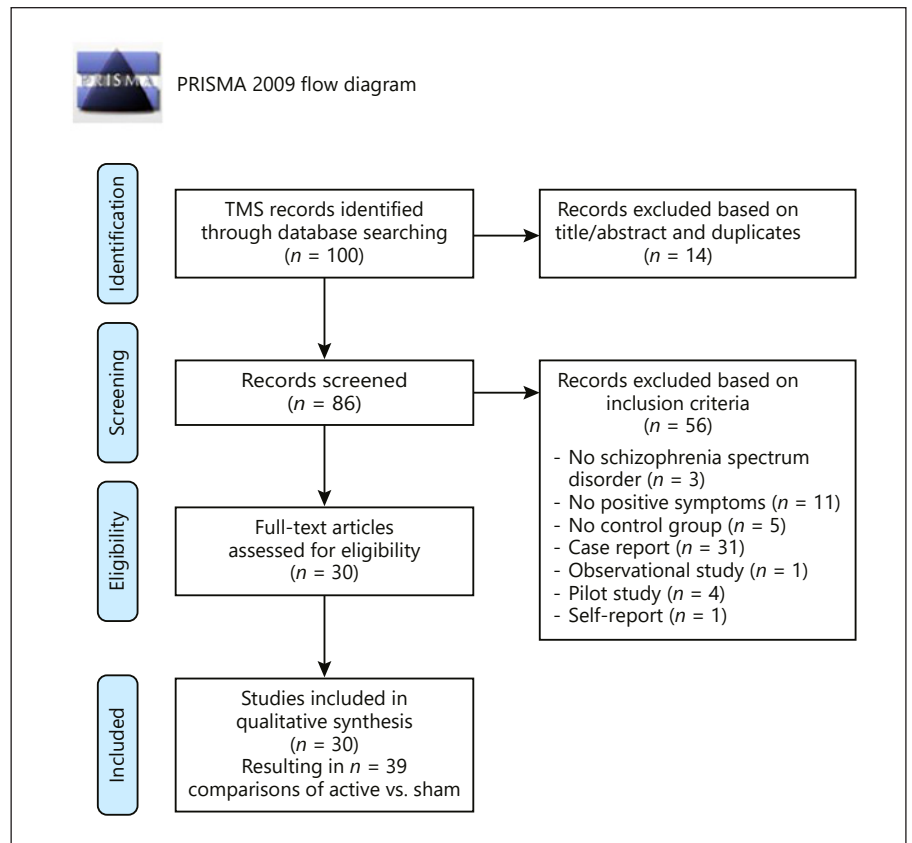 PRISMA
PRISMA 2009 flow diagram
Identification
TMS records identified
through database searching
(n = 100)
Records excluded based on
title/abstract and duplicates
(n = 14)
Screening
Records screened
(n = 86)
Records excluded based on
inclusion criteria
(n = 56)
- No schizophrenia spectrum
disorder (n = 3)
- No positive symptoms (n = 11)
- No control group (n = 5)
- Case report (n = 31)
- Observational study (n = 1)
- Pilot study (n = 4)
- Self-report (n = 1)
Eligibility
Full-text articles
assessed for eligibility
(n = 30)
Included
Studies included in
qualitative synthesis
(n = 30)
Resulting in n = 39
comparisons of active vs. sham